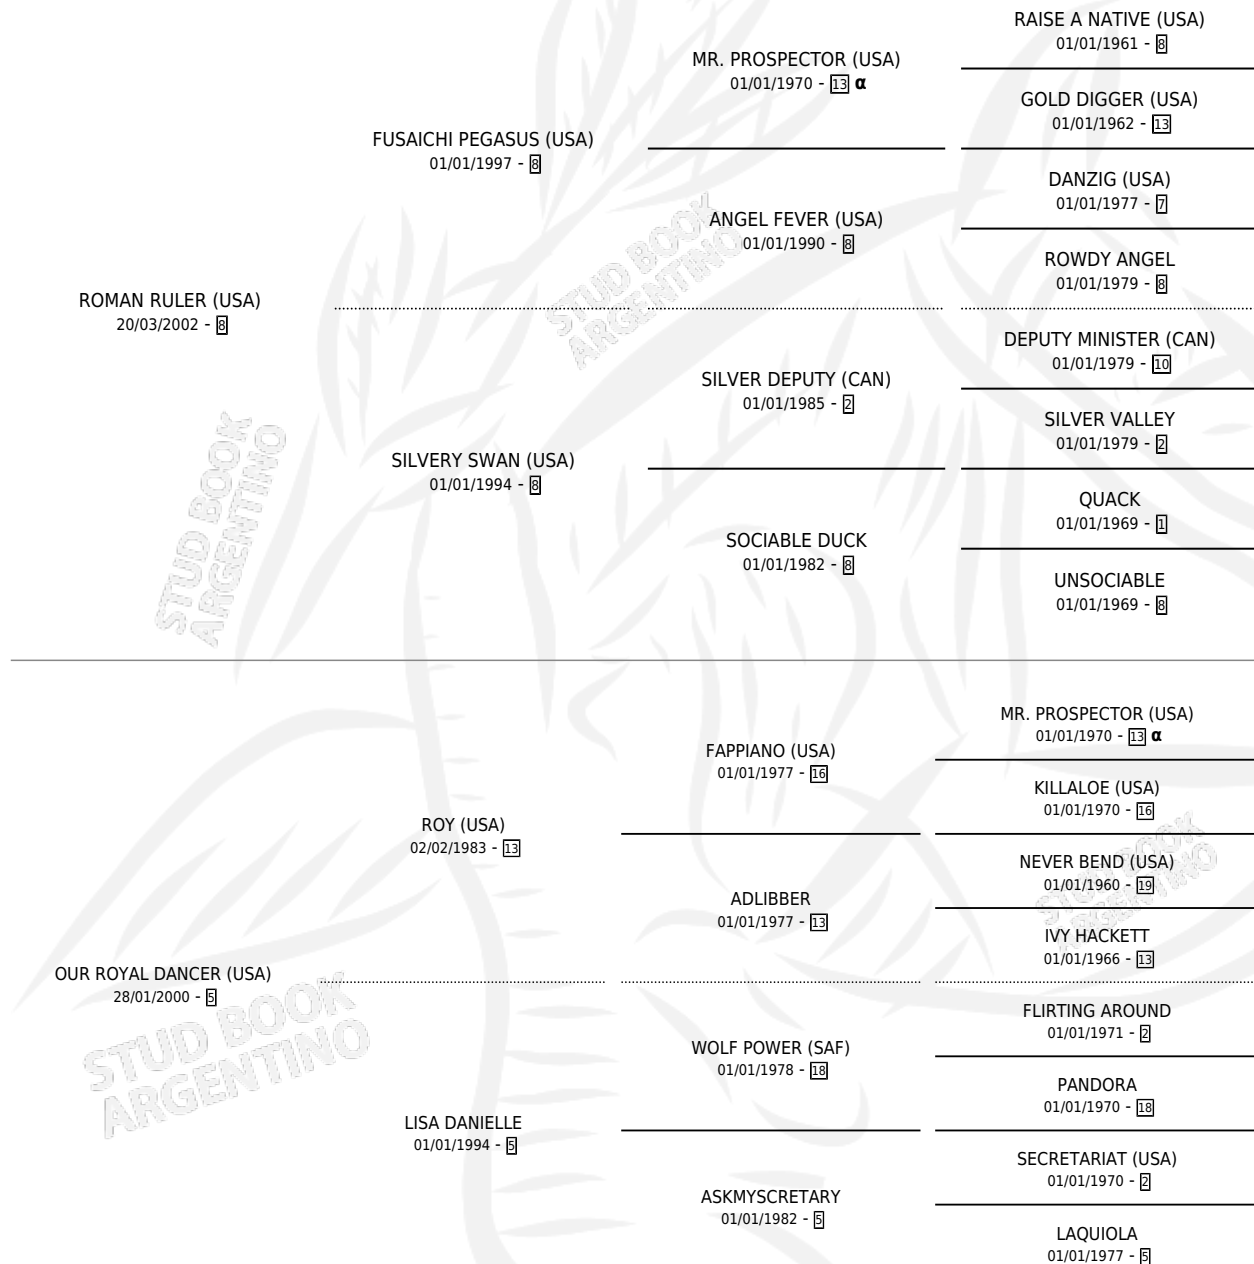 RAISE A NATIVE (USA)
01/01/1961 - 8
MR. PROSPECTOR (USA)
01/01/1970 - 13 α
GOLD DIGGER (USA)
01/01/1962 - 13
FUSAICHI PEGASUS (USA)
01/01/1997 - 8
DANZIG (USA)
01/01/1977 - 7
ANGEL FEVER (USA)
01/01/1990 - 8
ROWDY ANGEL
01/01/1979 - 8
ROMAN RULER (USA)
20/03/2002 - 8
DEPUTY MINISTER (CAN)
01/01/1979 - 10
SILVER DEPUTY (CAN)
01/01/1985 - 2
SILVER VALLEY
01/01/1979 - 2
SILVERY SWAN (USA)
01/01/1994 - 8
QUACK
01/01/1969 - 1
SOCIABLE DUCK
01/01/1982 - 8
UNSOCIABLE
01/01/1969 - 8
MR. PROSPECTOR (USA)
01/01/1970 - 13 α
FAPPIANO (USA)
01/01/1977 - 16
KILLALOE (USA)
01/01/1970 - 16
ROY (USA)
02/02/1983 - 13
NEVER BEND (USA)
01/01/1960 - 19
ADLIBBER
01/01/1977 - 13
IVY HACKETT
01/01/1966 - 13
OUR ROYAL DANCER (USA)
28/01/2000 - 5
FLIRTING AROUND
01/01/1971 - 2
WOLF POWER (SAF)
01/01/1978 - 18
PANDORA
01/01/1970 - 18
LISA DANIELLE
01/01/1994 - 5
SECRETARIAT (USA)
01/01/1970 - 2
ASKMYSCRETARY
01/01/1982 - 5
LAQUIOLA
01/01/1977 - 5
STUD BOOK
ARGENTINO
STUD BOOK
ARGENTINO
STUD BOOK
ARGENTINO
STUD BOOK
ARGENTINO